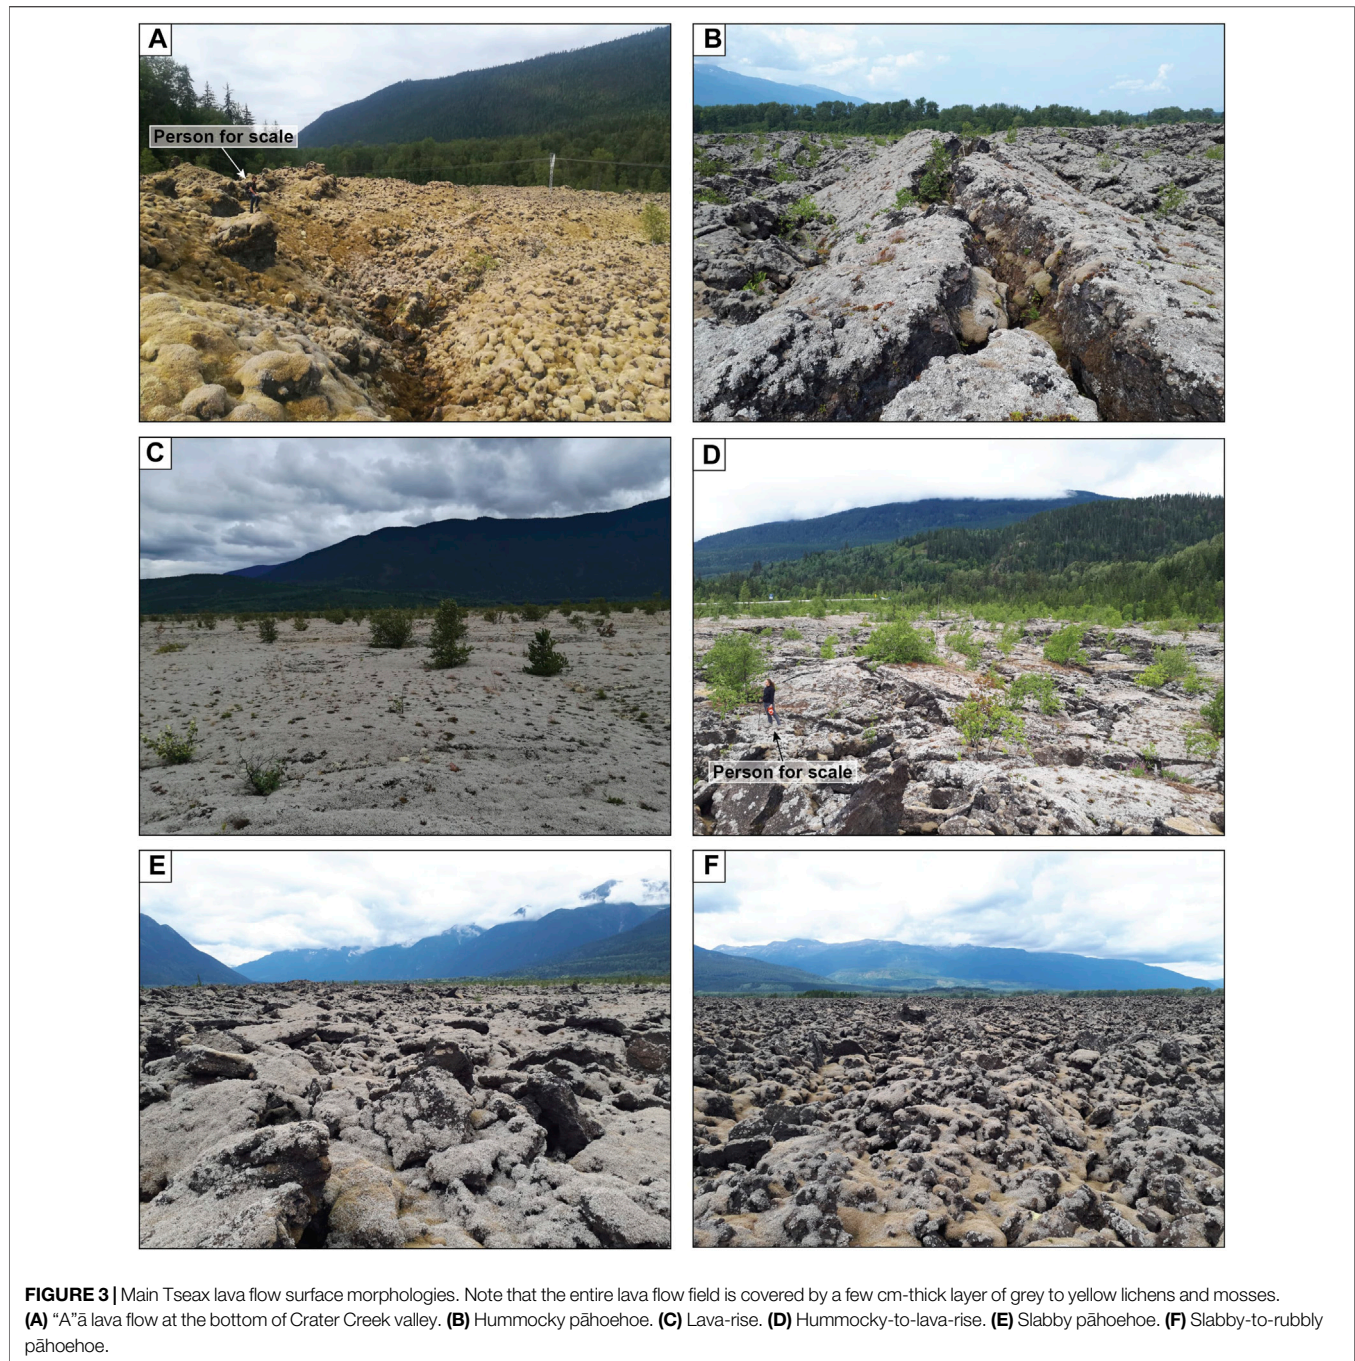 A
Person for scale
B
C
D
Person for scale
E
F
FIGURE 3 | Main Tseax lava flow surface morphologies. Note that the entire lava flow field is covered by a few cm-thick layer of grey to yellow lichens and mosses.
(A) “A”ā lava flow at the bottom of Crater Creek valley. (B) Hummocky pāhoehoe. (C) Lava-rise. (D) Hummocky-to-lava-rise. (E) Slabby pāhoehoe. (F) Slabby-to-rubbly
pāhoehoe.